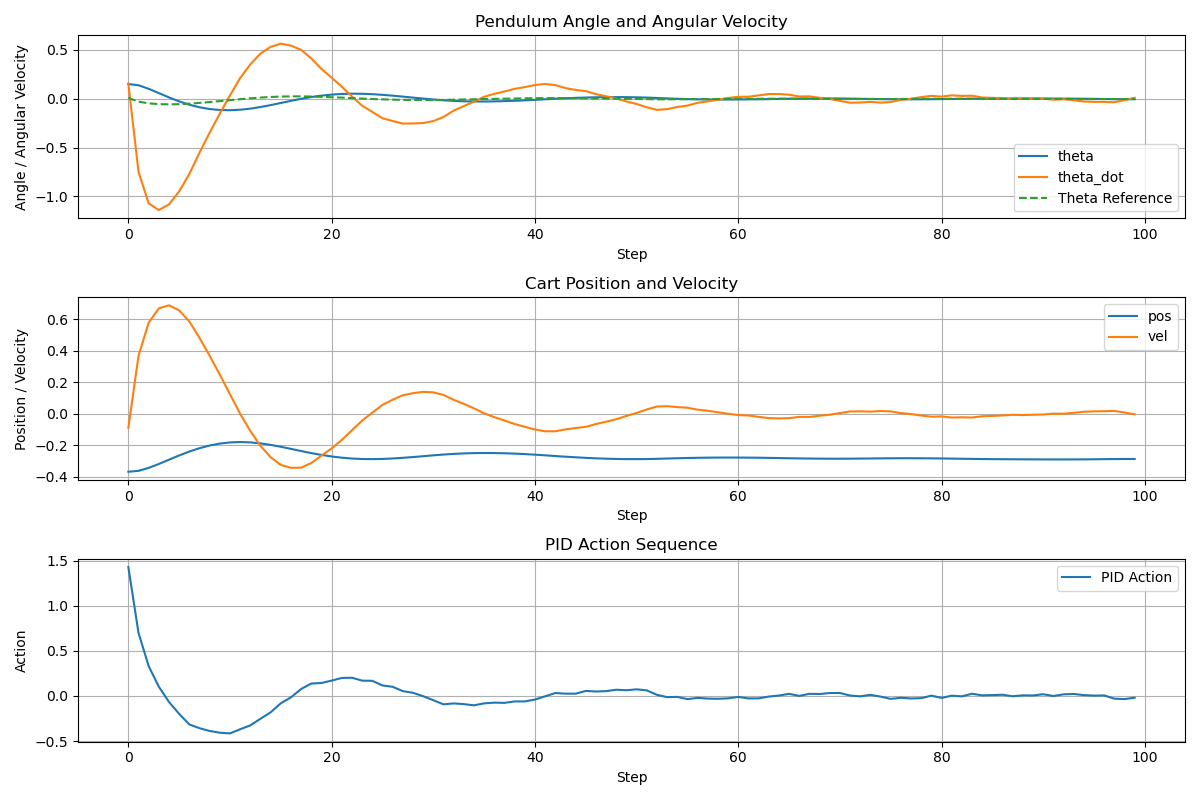 Pendulum Angle and Angular Velocity
Angle / Angular Velocity
0.5
0.0
−0.5
−1.0
theta
theta_dot
Theta Reference
0 20 40 60 80 100
Step
Cart Position and Velocity
Position / Velocity
0.6
0.4
0.2
0.0
−0.2
−0.4
pos
vel
0 20 40 60 80 100
Step
PID Action Sequence
Action
1.5
1.0
0.5
0.0
−0.5
PID Action
0 20 40 60 80 100
Step